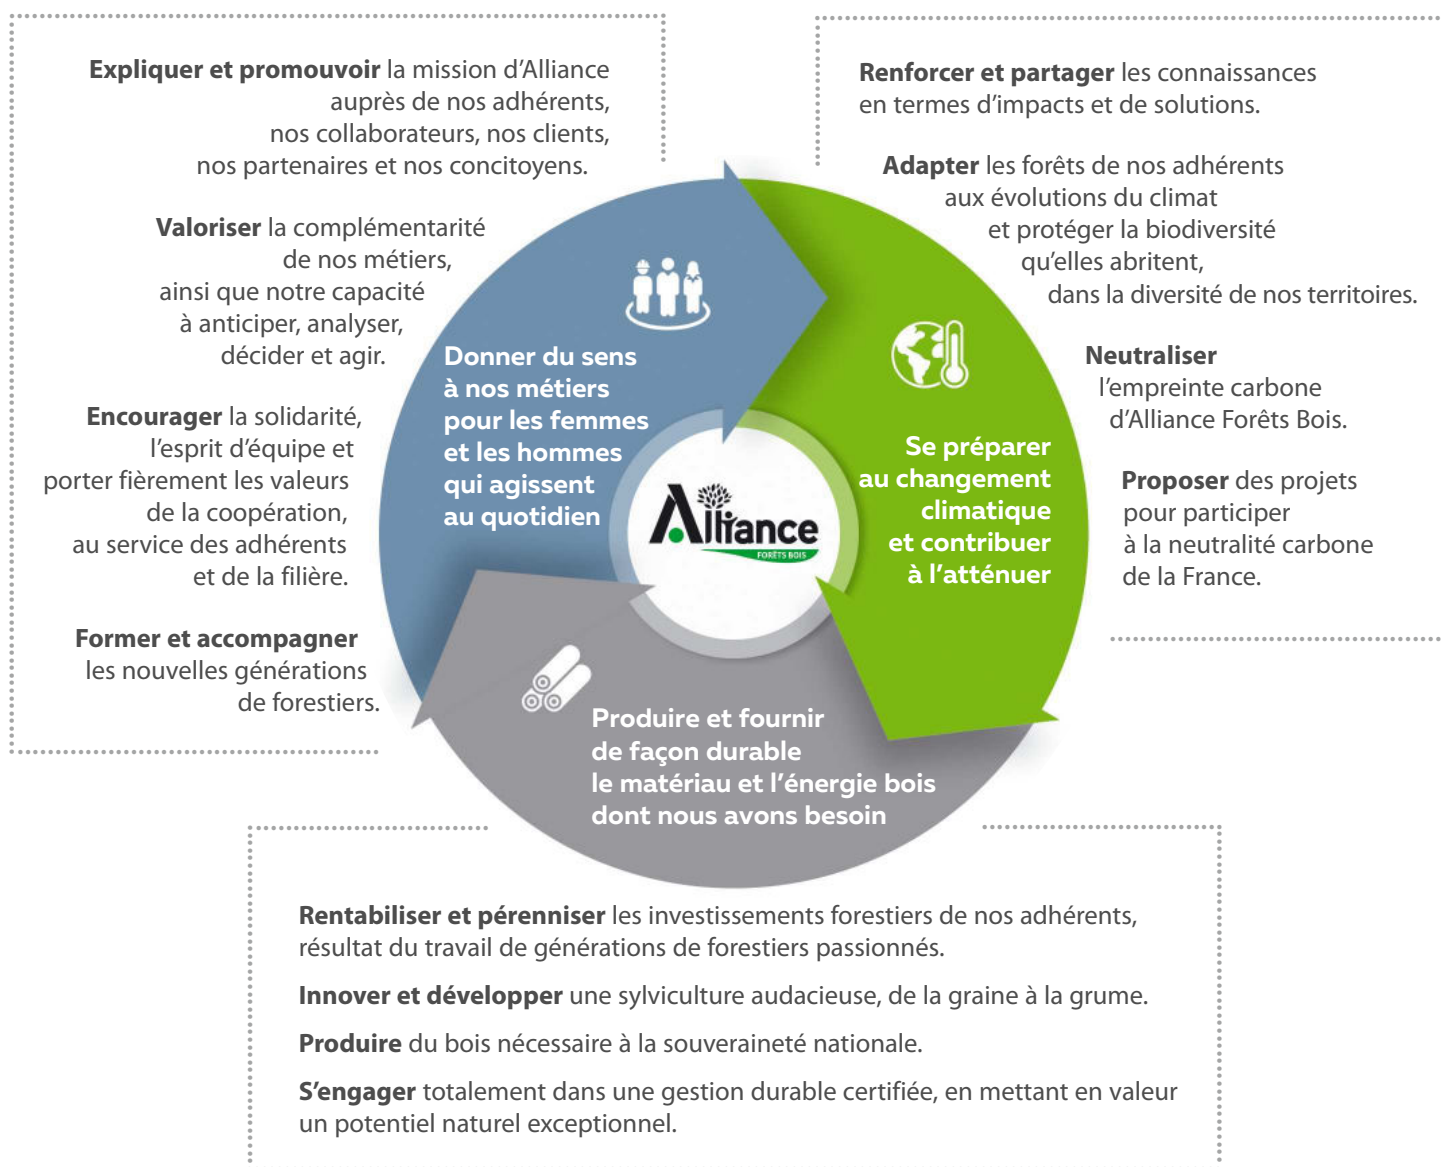 Expliquer et promouvoir la mission d’Alliance
auprès de nos adhérents,
nos collaborateurs, nos clients,
nos partenaires et nos concitoyens.
Valoriser la complémentarité
de nos métiers,
ainsi que notre capacité
à anticiper, analyser,
décider et agir.
Encourager la solidarité,
l’esprit d’équipe et
porter fièrement les valeurs
de la coopération,
au service des adhérents
et de la filière.
Former et accompagner
les nouvelles générations
de forestiers.
Donner du sens
à nos métiers
pour les femmes
et les hommes
qui agissent
au quotidien
Alliance
FORÊTS BOIS
Renforcer et partager les connaissances
en termes d’impacts et de solutions.
Adapter les forêts de nos adhérents
aux évolutions du climat
et protéger la biodiversité
qu’elles abritent,
dans la diversité de nos territoires.
Neutraliser
l’empreinte carbone
d’Alliance Forêts Bois.
Proposer des projets
pour participer
à la neutralité carbone
de la France.
Se préparer
au changement
climatique
et contribuer
à l’atténuer
Produire et fournir
de façon durable
le matériau et l’énergie bois
dont nous avons besoin
Rentabiliser et pérenniser les investissements forestiers de nos adhérents,
résultat du travail de générations de forestiers passionnés.
Innover et développer une sylviculture audacieuse, de la graine à la grume.
Produire du bois nécessaire à la souveraineté nationale.
S’engager totalement dans une gestion durable certifiée, en mettant en valeur
un potentiel naturel exceptionnel.